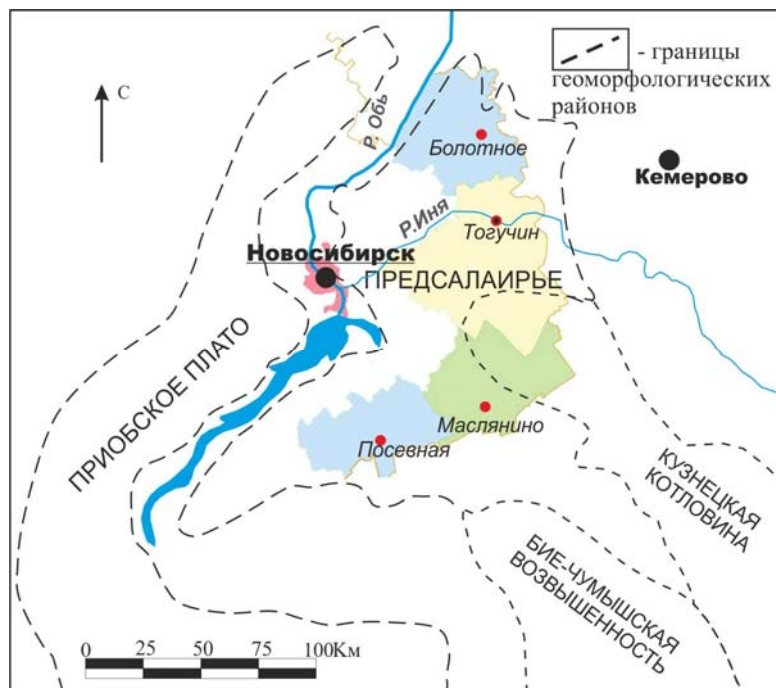 - границы
геоморфологических
районов
С
Р. Обь
Болотное
Кемерово
Р.Иня
Тогучин
Новосибирск
ПРЕДСАЛАИРЬЕ
ПРИОБСКОЕ ПЛАТО
Маслянино
Посевная
КУЗНЕЦКАЯ
КОТЛОВИНА
БИЕ-ЧУМЫШСКАЯ
ВОЗВЫШЕННОСТЬ
0 25 50 75 100Км